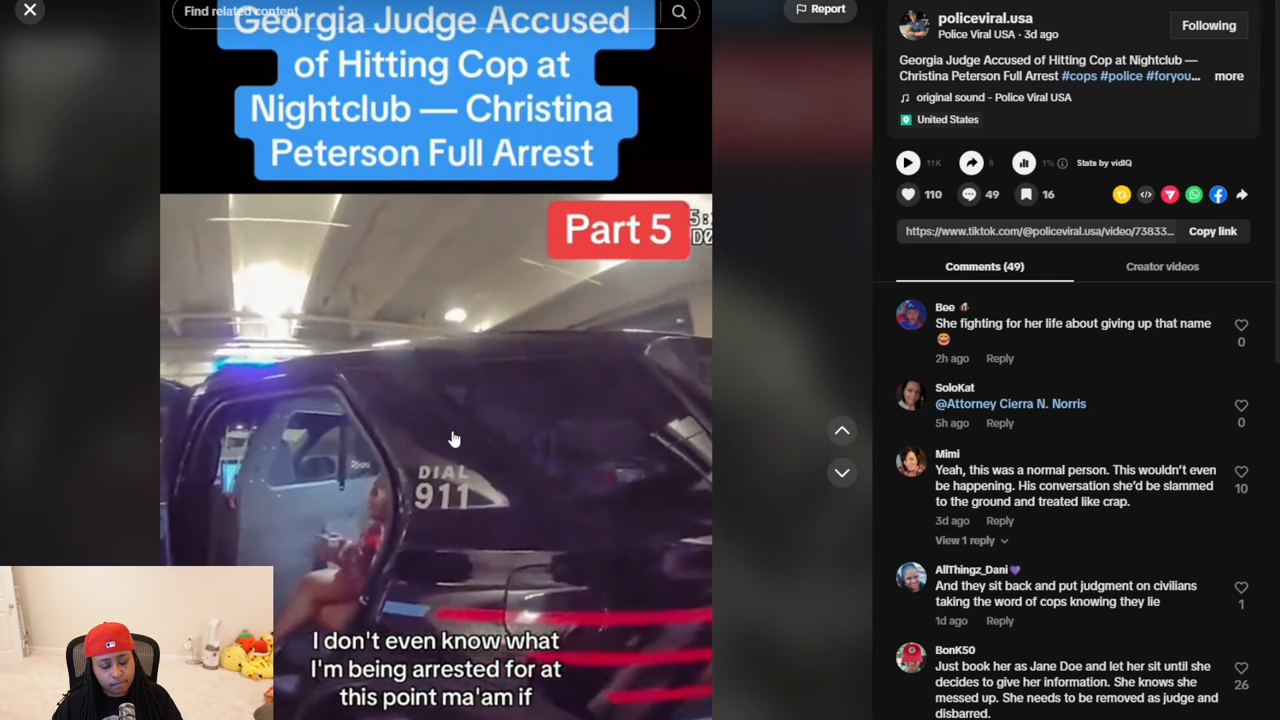 Find related content
Georgia Judge Accused
of Hitting Cop at
Nightclub — Christina
Peterson Full Arrest
Part 5
DIAL
911
I don't even know what
I'm being arrested for at
this point ma'am if
Report
policeviral.usa
Police Viral USA · 3d ago
Following
Georgia Judge Accused of Hitting Cop at Nightclub —
Christina Peterson Full Arrest #cops #police #foryou... more
original sound - Police Viral USA
United States
11K
6
1%
Stats by vidIQ
110
49
16
https://www.tiktok.com/@policeviral.usa/video/73833... Copy link
Comments (49)
Creator videos
Bee
She fighting for her life about giving up that name
2h ago Reply
0
SoloKat
@Attorney Cierra N. Norris
5h ago Reply
0
Mimi
Yeah, this was a normal person. This wouldn't even
be happening. His conversation she'd be slammed
to the ground and treated like crap.
3d ago Reply
10
View 1 reply
AllThingz_Dani
And they sit back and put judgment on civilians
taking the word of cops knowing they lie
1d ago Reply
1
BonK50
Just book her as Jane Doe and let her sit until she
decides to give her information. She knows she
messed up. She needs to be removed as judge and
disbarred.
26